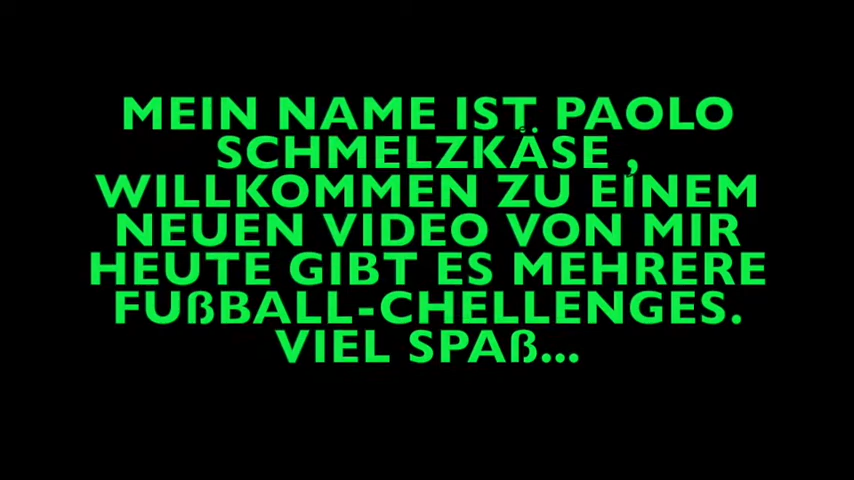 MEIN NAME IST PAOLO
SCHMELZKÄSE ,
WILLKOMMEN ZU EINEM
NEUEN VIDEO VON MIR
HEUTE GIBT ES MEHRERE
FUßBALL-CHELLENGES.
VIEL SPAß...